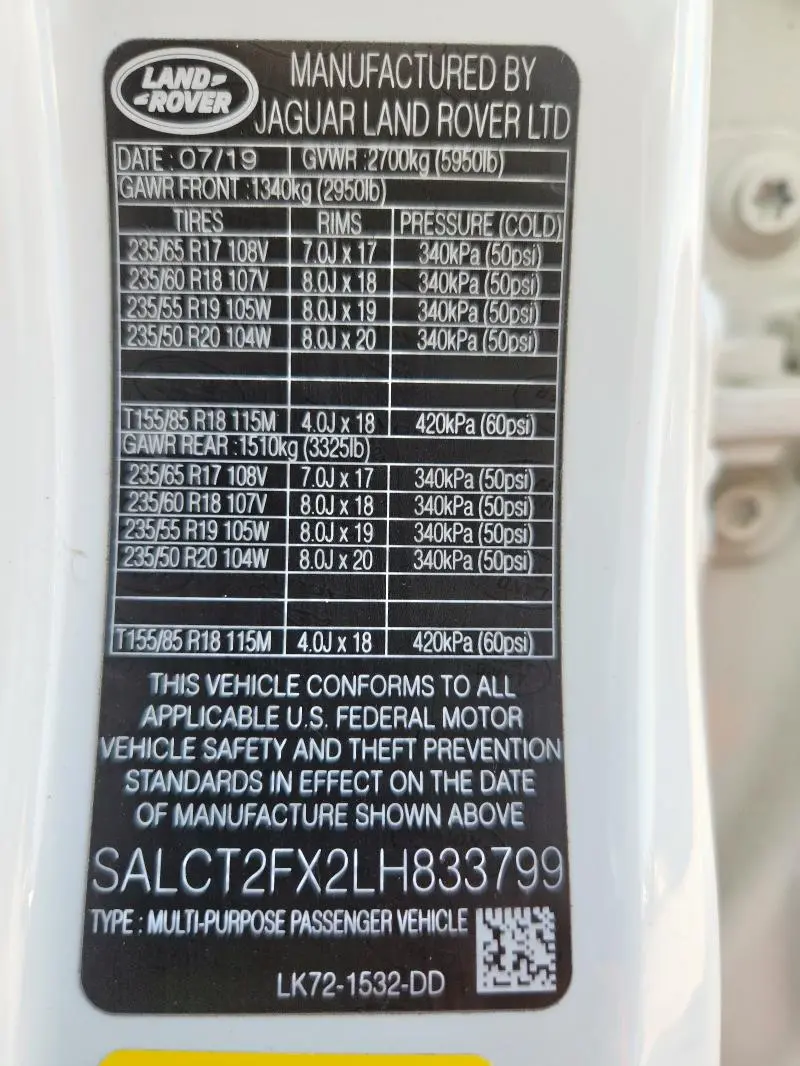 LAND-
-ROVER
MANUFACTURED BY
JAGUAR LAND ROVER LTD
DATE : 07/19 GVWR :2700kg (5950lb)
GAWR FRONT :1340kg (2950lb)
TIRES RIMS PRESSURE (COLD)
235/65 R17 108V 7.0J x 17 340kPa (50psi)
235/60 R18 107V 8.0J x 18 340kPa (50psi)
235/55 R19 105W 8.0J x 19 340kPa (50psi)
235/50 R20 104W 8.0J x 20 340kPa (50psi)
T155/85 R18 115M 4.0J x 18 420kPa (60psi)
GAWR REAR :1510kg (3325lb)
235/65 R17 108V 7.0J x 17 340kPa (50psi)
235/60 R18 107V 8.0J x 18 340kPa (50psi)
235/55 R19 105W 8.0J x 19 340kPa (50psi)
235/50 R20 104W 8.0J x 20 340kPa (50psi)
T155/85 R18 115M 4.0J x 18 420kPa (60psi)
THIS VEHICLE CONFORMS TO ALL
APPLICABLE U.S. FEDERAL MOTOR
VEHICLE SAFETY AND THEFT PREVENTION
STANDARDS IN EFFECT ON THE DATE
OF MANUFACTURE SHOWN ABOVE
SALCT2FX2LH833799
TYPE : MULTI-PURPOSE PASSENGER VEHICLE
LK72-1532-DD